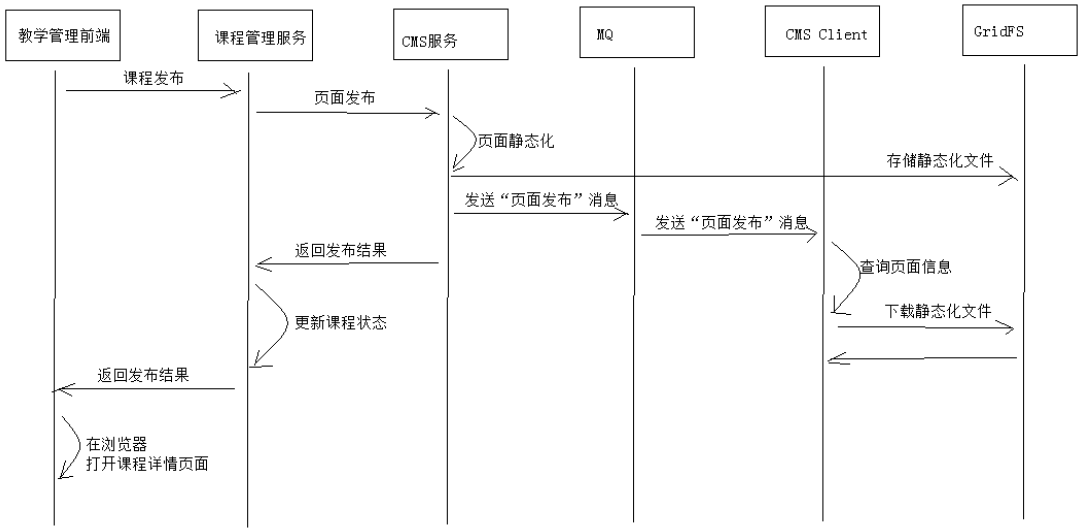 教学管理前端
课程管理服务
CMS服务
MQ
CMS Client
GridFS
课程发布
页面发布
页面静态化
存储静态化文件
发送“页面发布”消息
发送“页面发布”消息
返回发布结果
查询页面信息
下载静态化文件
更新课程状态
返回发布结果
在浏览器
打开课程详情页面